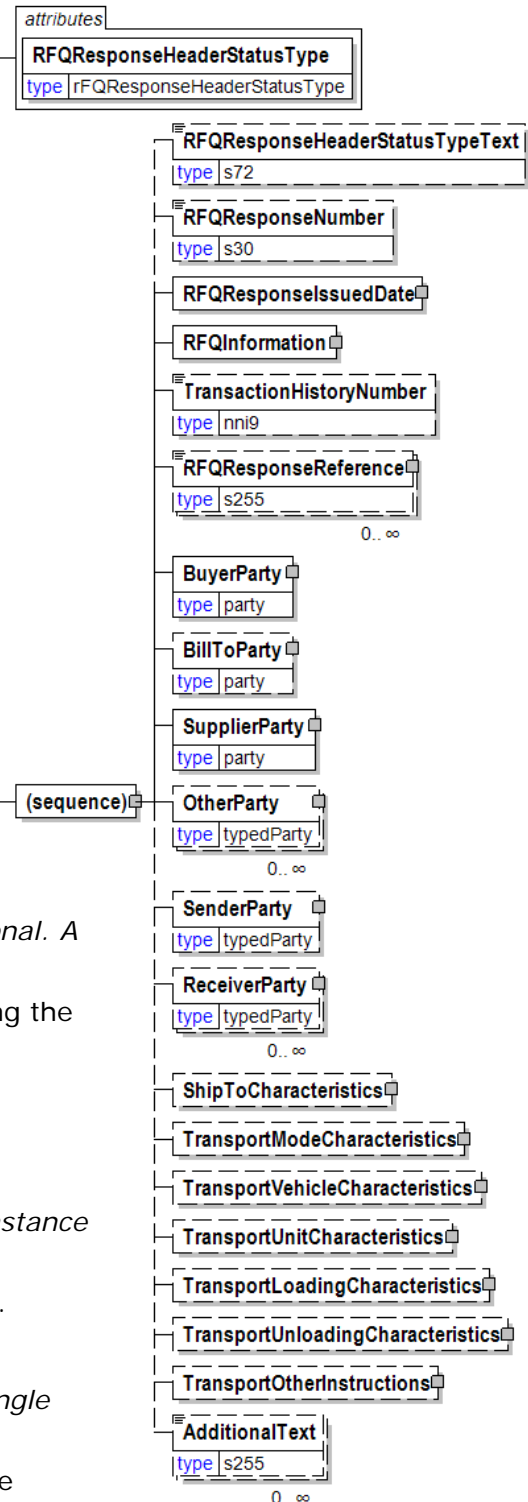 attributes
RFQResponseHeaderStatusType
type rFQResponseHeaderStatusType
RFQResponseHeaderStatusTypeText
type s72
RFQResponseNumber
type s30
RFQResponseIssuedDate
RFQInformation
TransactionHistoryNumber
type nni9
RFQResponseReference
type s255
0..∞
BuyerParty
type party
BillToParty
type party
SupplierParty
type party
(sequence)
OtherParty
type typedParty
0..∞
SenderParty
type typedParty
ReceiverParty
type typedParty
0..∞
ShipToCharacteristics
TransportModeCharacteristics
TransportVehicleCharacteristics
TransportUnitCharacteristics
TransportLoadingCharacteristics
TransportUnloadingCharacteristics
TransportOtherInstructions
AdditionalText
type s255
0..∞
nal. A
ng the
stance
.
ngle
e